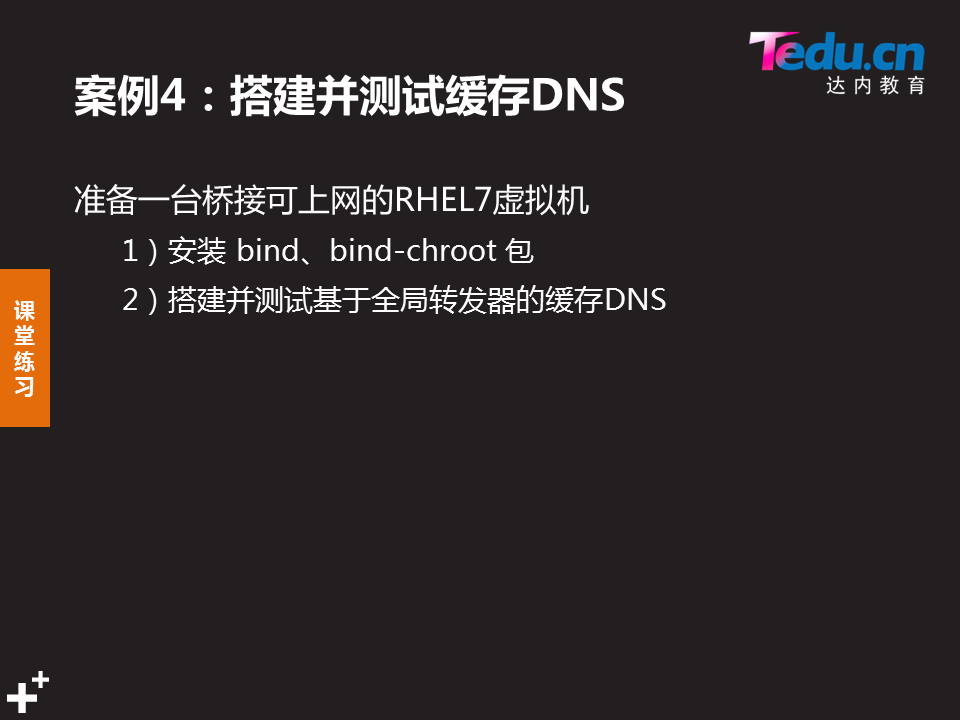 Tedu.cn
达内教育
案例4：搭建并测试缓存DNS
准备一台桥接可上网的RHEL7虚拟机
1）安装 bind、bind-chroot 包
2）搭建并测试基于全局转发器的缓存DNS
课
堂
练
习